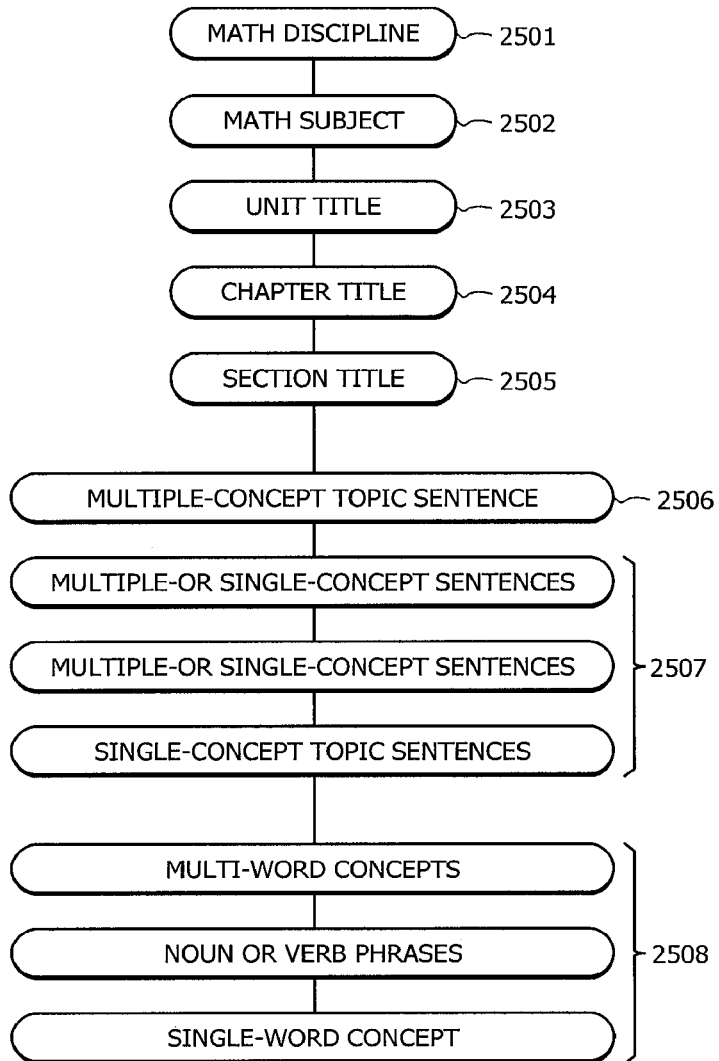 MATH DISCIPLINE 2501
MATH SUBJECT 2502
UNIT TITLE 2503
CHAPTER TITLE 2504
SECTION TITLE 2505
MULTIPLE-CONCEPT TOPIC SENTENCE 2506
MULTIPLE-OR SINGLE-CONCEPT SENTENCES
MULTIPLE-OR SINGLE-CONCEPT SENTENCES 2507
SINGLE-CONCEPT TOPIC SENTENCES
MULTI-WORD CONCEPTS
NOUN OR VERB PHRASES 2508
SINGLE-WORD CONCEPT